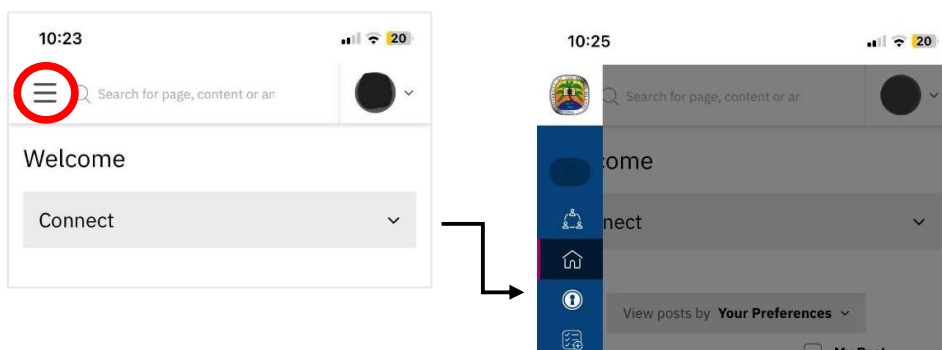 10:23
20
Search for page, content or an
Welcome
Connect
10:25
20
Search for page, content or an
come
nect
View posts by Your Preferences